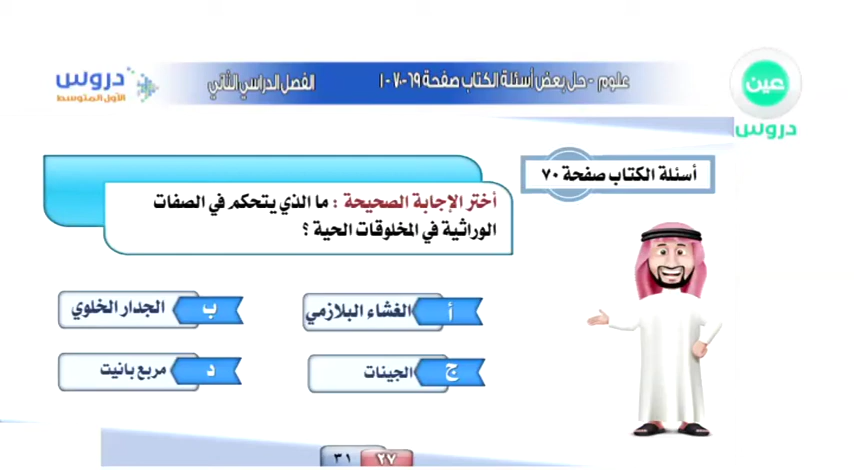 علوم - حل بعض أسئلة الكتاب صفحة ٦٩-٧٠-١
الفصل الدراسي الثاني
دروس
الأول المتوسط
عين
دروس
أسئلة الكتاب صفحة ٧٠
أختر الإجابة الصحيحة : ما الذي يتحكم في الصفات
الوراثية في المخلوقات الحية ؟
أ الغشاء البلازمي
ب الجدار الخلوي
ج الجينات
د مربع بانيت
٢٧
٣١